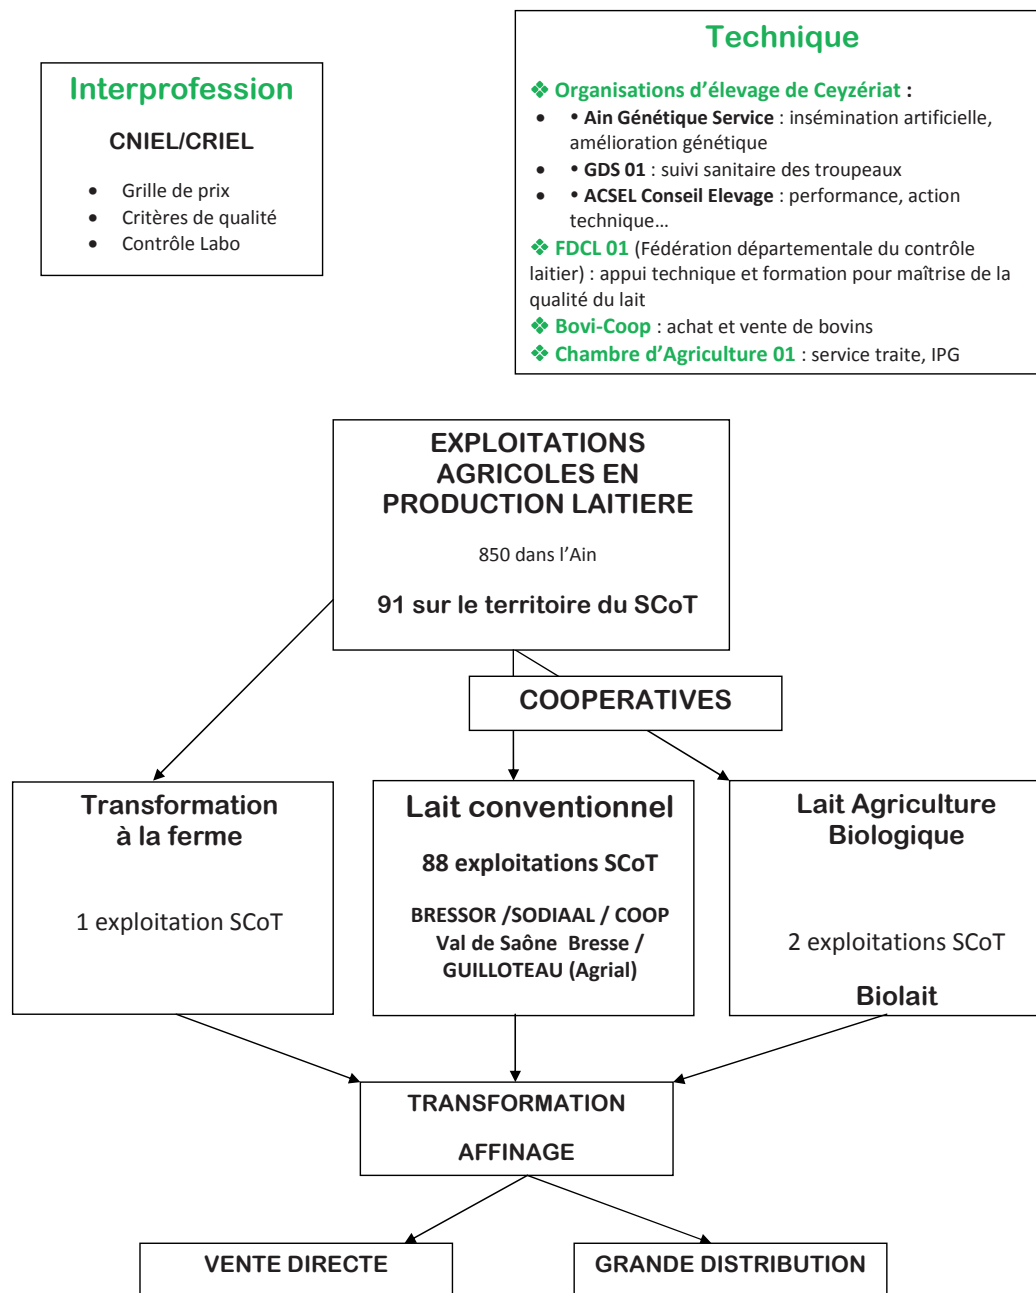 Interprofession
CNIEL/CRIEL
• Grille de prix
• Critères de qualité
• Contrôle Labo
Technique
❖ Organisations d'élevage de Ceyzériat :
• • Ain Génétique Service : insémination artificielle,
amélioration génétique
• • GDS 01 : suivi sanitaire des troupeaux
• • ACSEL Conseil Elevage : performance, action
technique…
❖ FDCL 01 (Fédération départementale du contrôle
laitier) : appui technique et formation pour maîtrise de la
qualité du lait
❖ Bovi-Coop : achat et vente de bovins
❖ Chambre d'Agriculture 01 : service traite, IPG
EXPLOITATIONS
AGRICOLES EN
PRODUCTION LAITIERE
850 dans l'Ain
91 sur le territoire du SCoT
COOPERATIVES
Transformation
à la ferme
1 exploitation SCoT
Lait conventionnel
88 exploitations SCoT
BRESSOR /SODIAAL / COOP
Val de Saône Bresse /
GUILLOTEAU (Agrial)
Lait Agriculture
Biologique
2 exploitations SCoT
Biolait
TRANSFORMATION
AFFINAGE
VENTE DIRECTE
GRANDE DISTRIBUTION